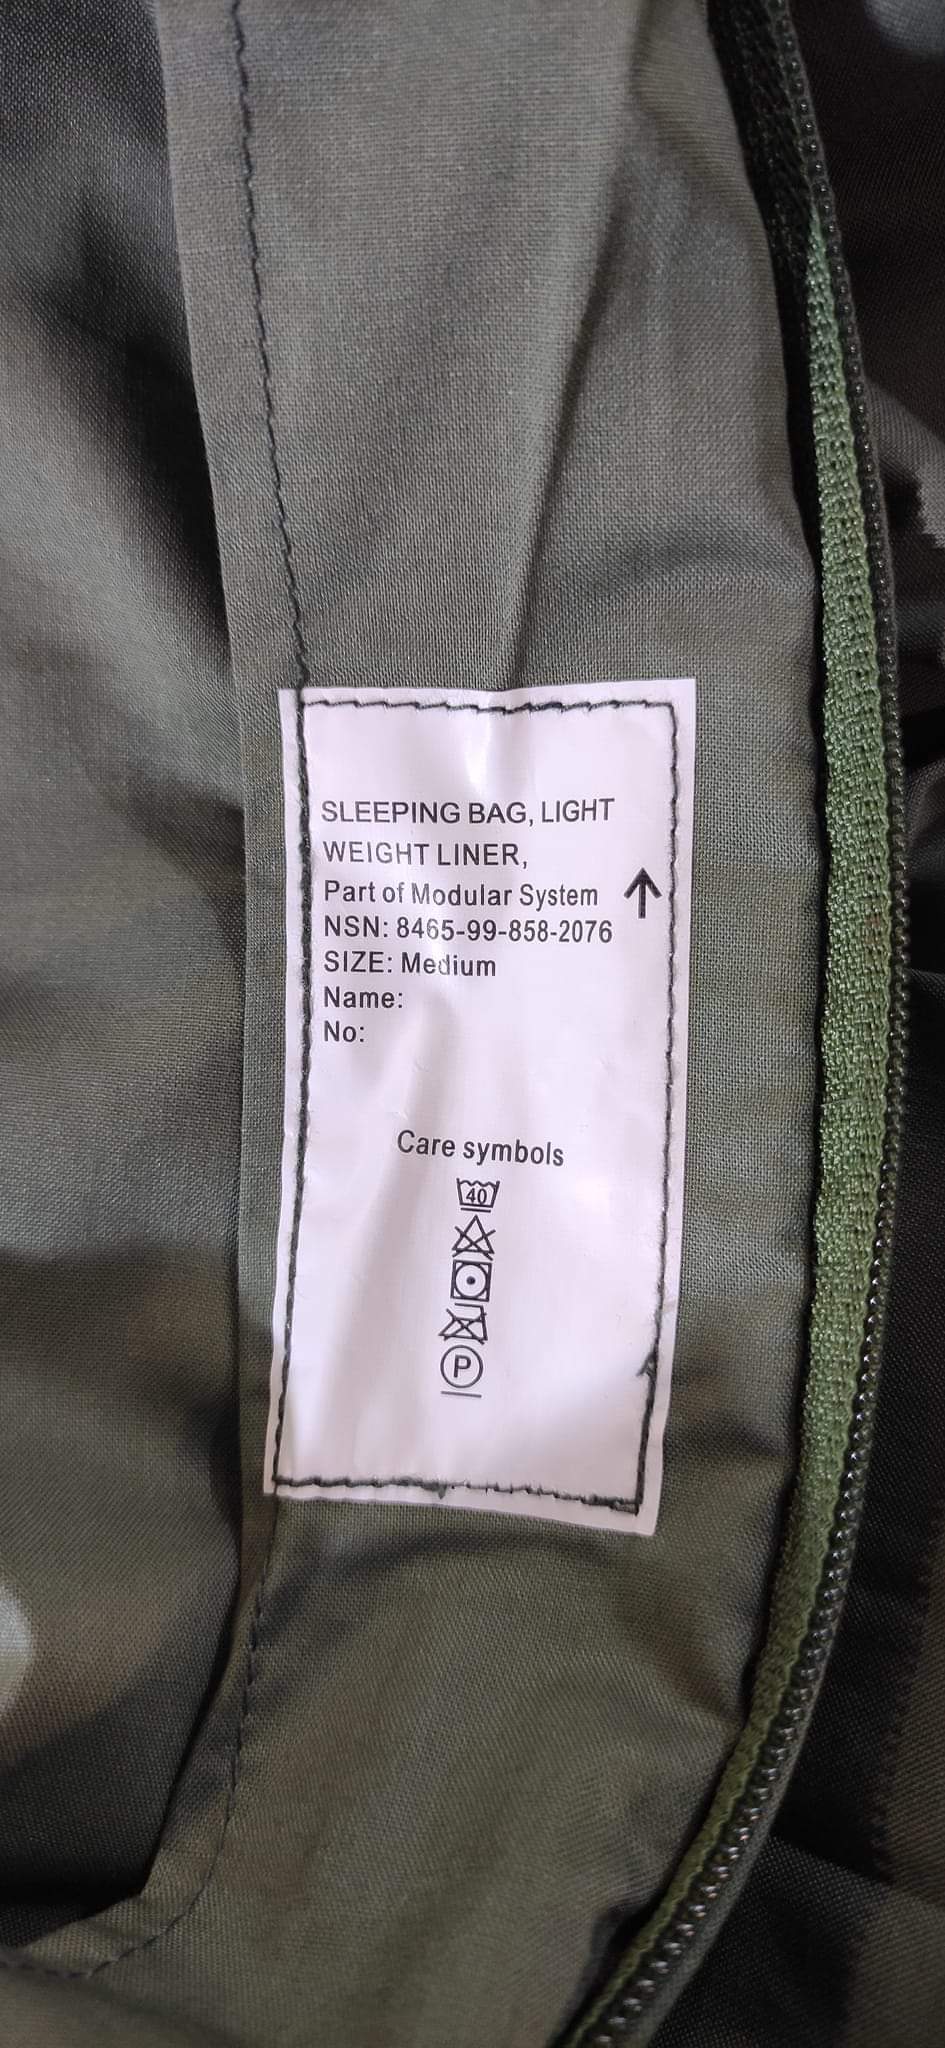 SLEEPING BAG, LIGHT
WEIGHT LINER,
Part of Modular System
NSN: 8465-99-858-2076
SIZE: Medium
Name:
No:
Care symbols
40
P